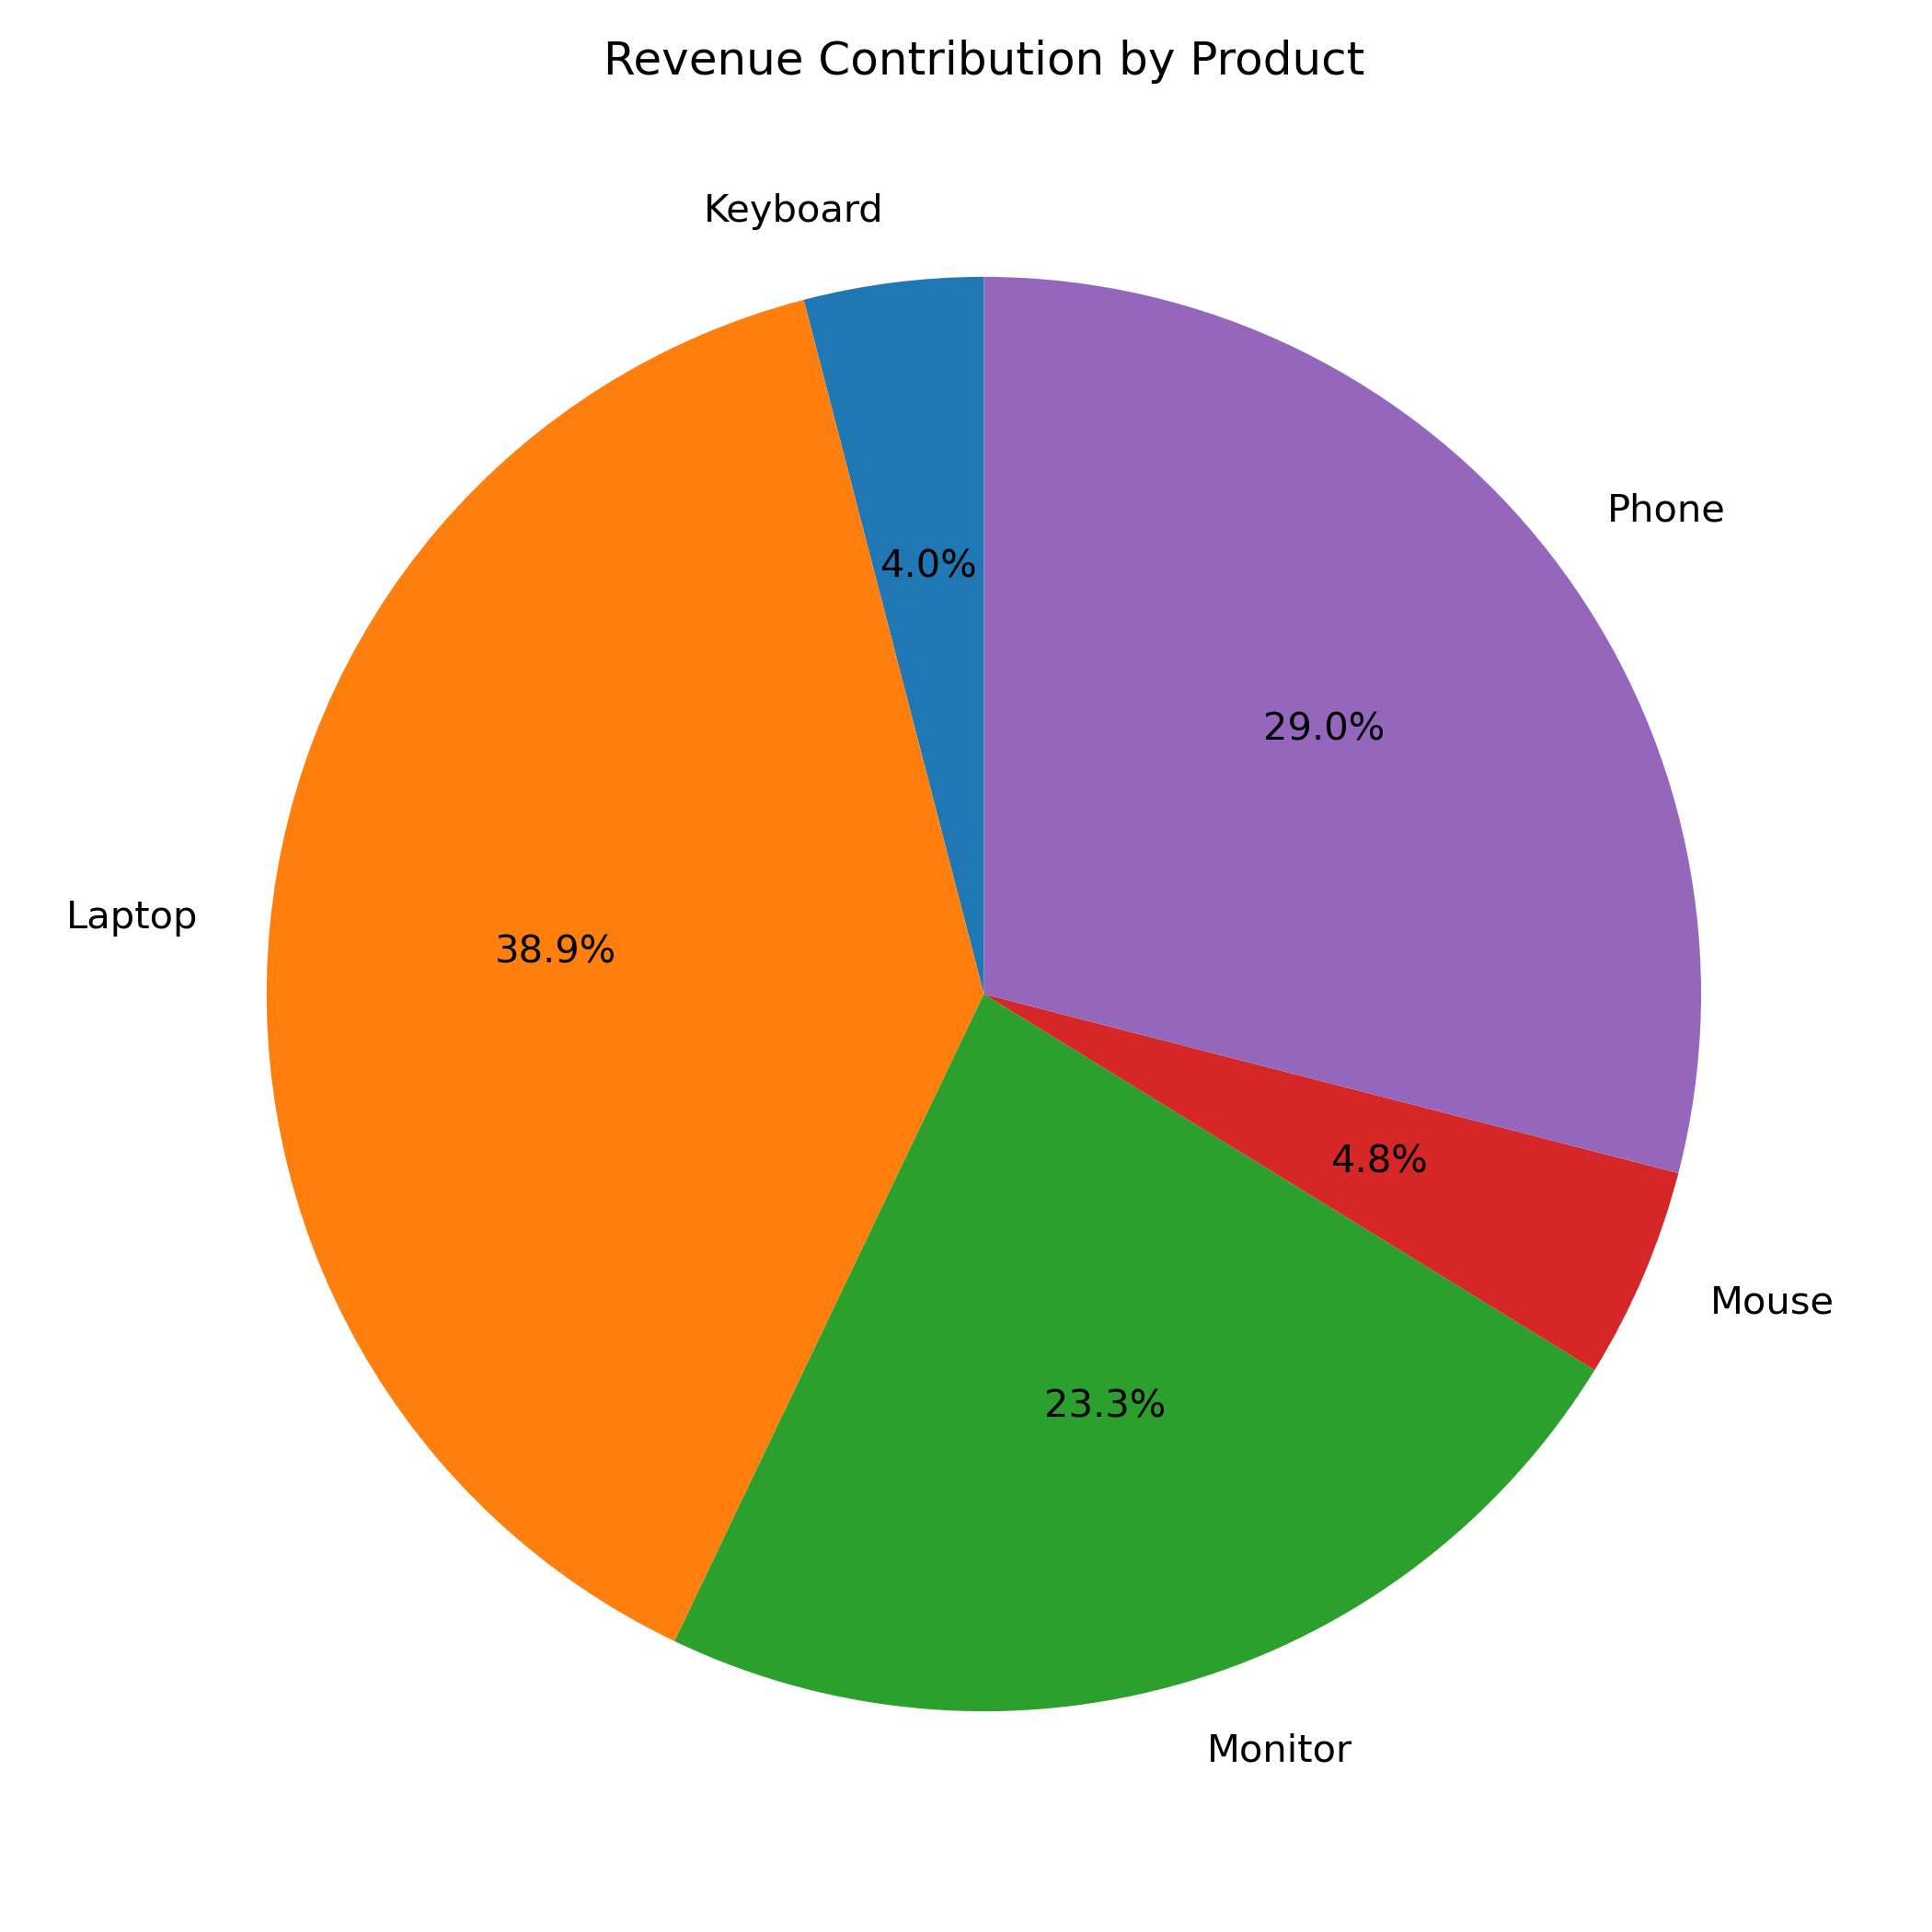 Revenue Contribution by Product
Keyboard
4.0%
Phone
29.0%
Laptop
38.9%
4.8%
Mouse
23.3%
Monitor